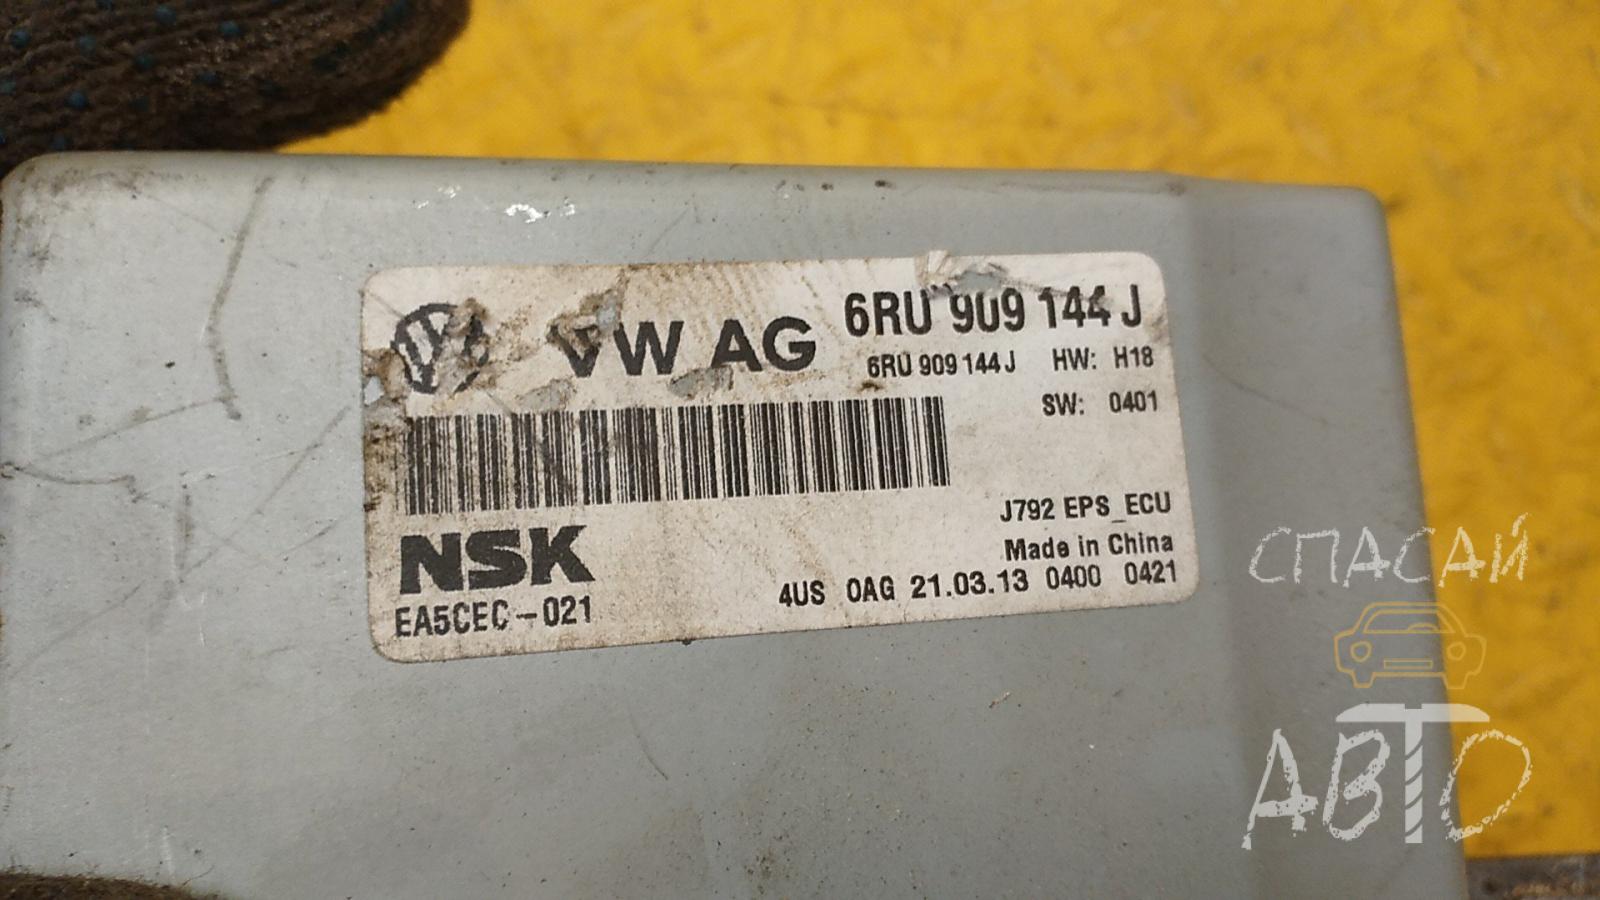 VW AG 6RU 909 144 J
6RU 909 144 J HW: H18
SW: 0401
J792 EPS_ECU
NSK
Made in China
EA5CEC-021
4US 0AG 21.03.13 0400 0421
СПАСАЙ
АВТО